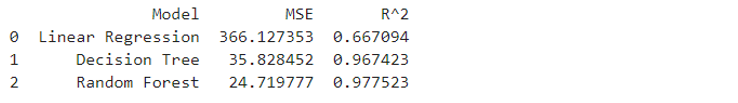 Model MSE R^2
0 Linear Regression 366.127353 0.667094
1 Decision Tree 35.828452 0.967423
2 Random Forest 24.719777 0.977523